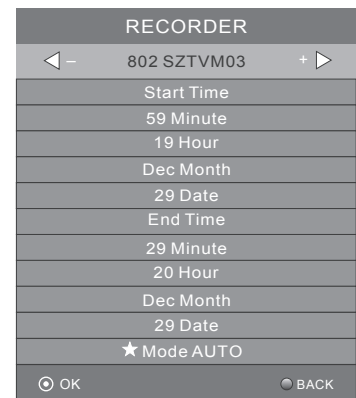 RECORDER
– 802 SZTVM03 +
Start Time
59 Minute
19 Hour
Dec Month
29 Date
End Time
29 Minute
20 Hour
Dec Month
29 Date
★ Mode AUTO
OK BACK